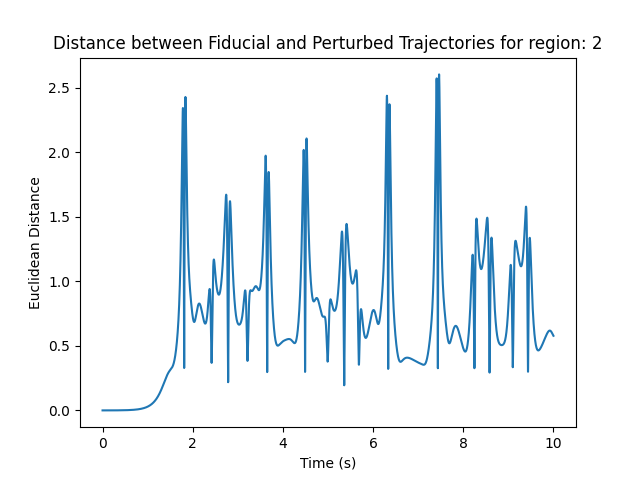 Distance between Fiducial and Perturbed Trajectories for region: 2
2.5
2.0
1.5
1.0
0.5
0.0
Euclidean Distance
0 2 4 6 8 10
Time (s)